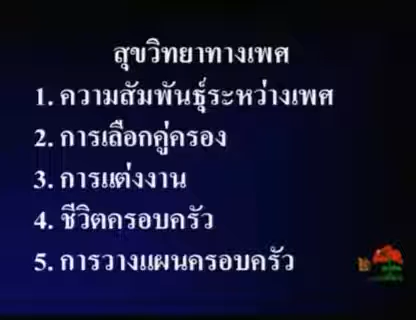 สุขวิทยาทางเพศ
1. ความสัมพันธุ์ระหว่างเพศ
2. การเลือกคู่ครอง
3. การแต่งงาน
4. ชีวิตครอบครัว
5. การวางแผนครอบครัว